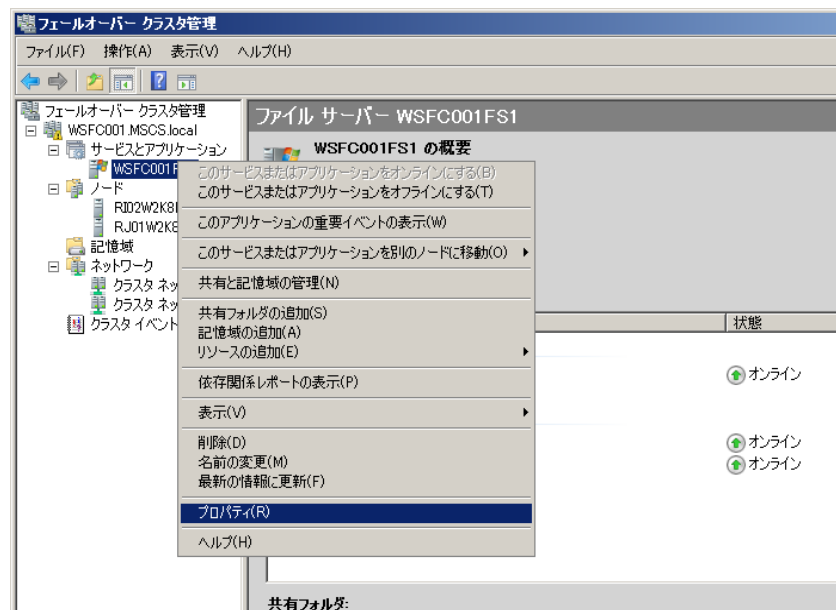 フェールオーバー クラスタ管理
ファイル(F) 操作(A) 表示(V) ヘルプ(H)
フェールオーバー クラスタ管理
WSFC001.MSCS.local
サービスとアプリケーション
WSFC001F
ノード
RID2W2K8
RJ01W2K8
記憶域
ネットワーク
クラスタ ネッ
クラスタ ネッ
クラスタ イベント
ファイル サーバー WSFC001FS1
WSFC001FS1 の概要
このサービスまたはアプリケーションをオンラインにする(B)
このサービスまたはアプリケーションをオフラインにする(T)
このアプリケーションの重要イベントの表示(W)
このサービスまたはアプリケーションを別のノードに移動(O)
共有と記憶域の管理(N)
共有フォルダの追加(S)
記憶域の追加(A)
リソースの追加(E)
依存関係レポートの表示(P)
表示(V)
削除(D)
名前の変更(M)
最新の情報に更新(F)
プロパティ(R)
ヘルプ(H)
状態
オンライン
オンライン
オンライン
共有フォルダ: